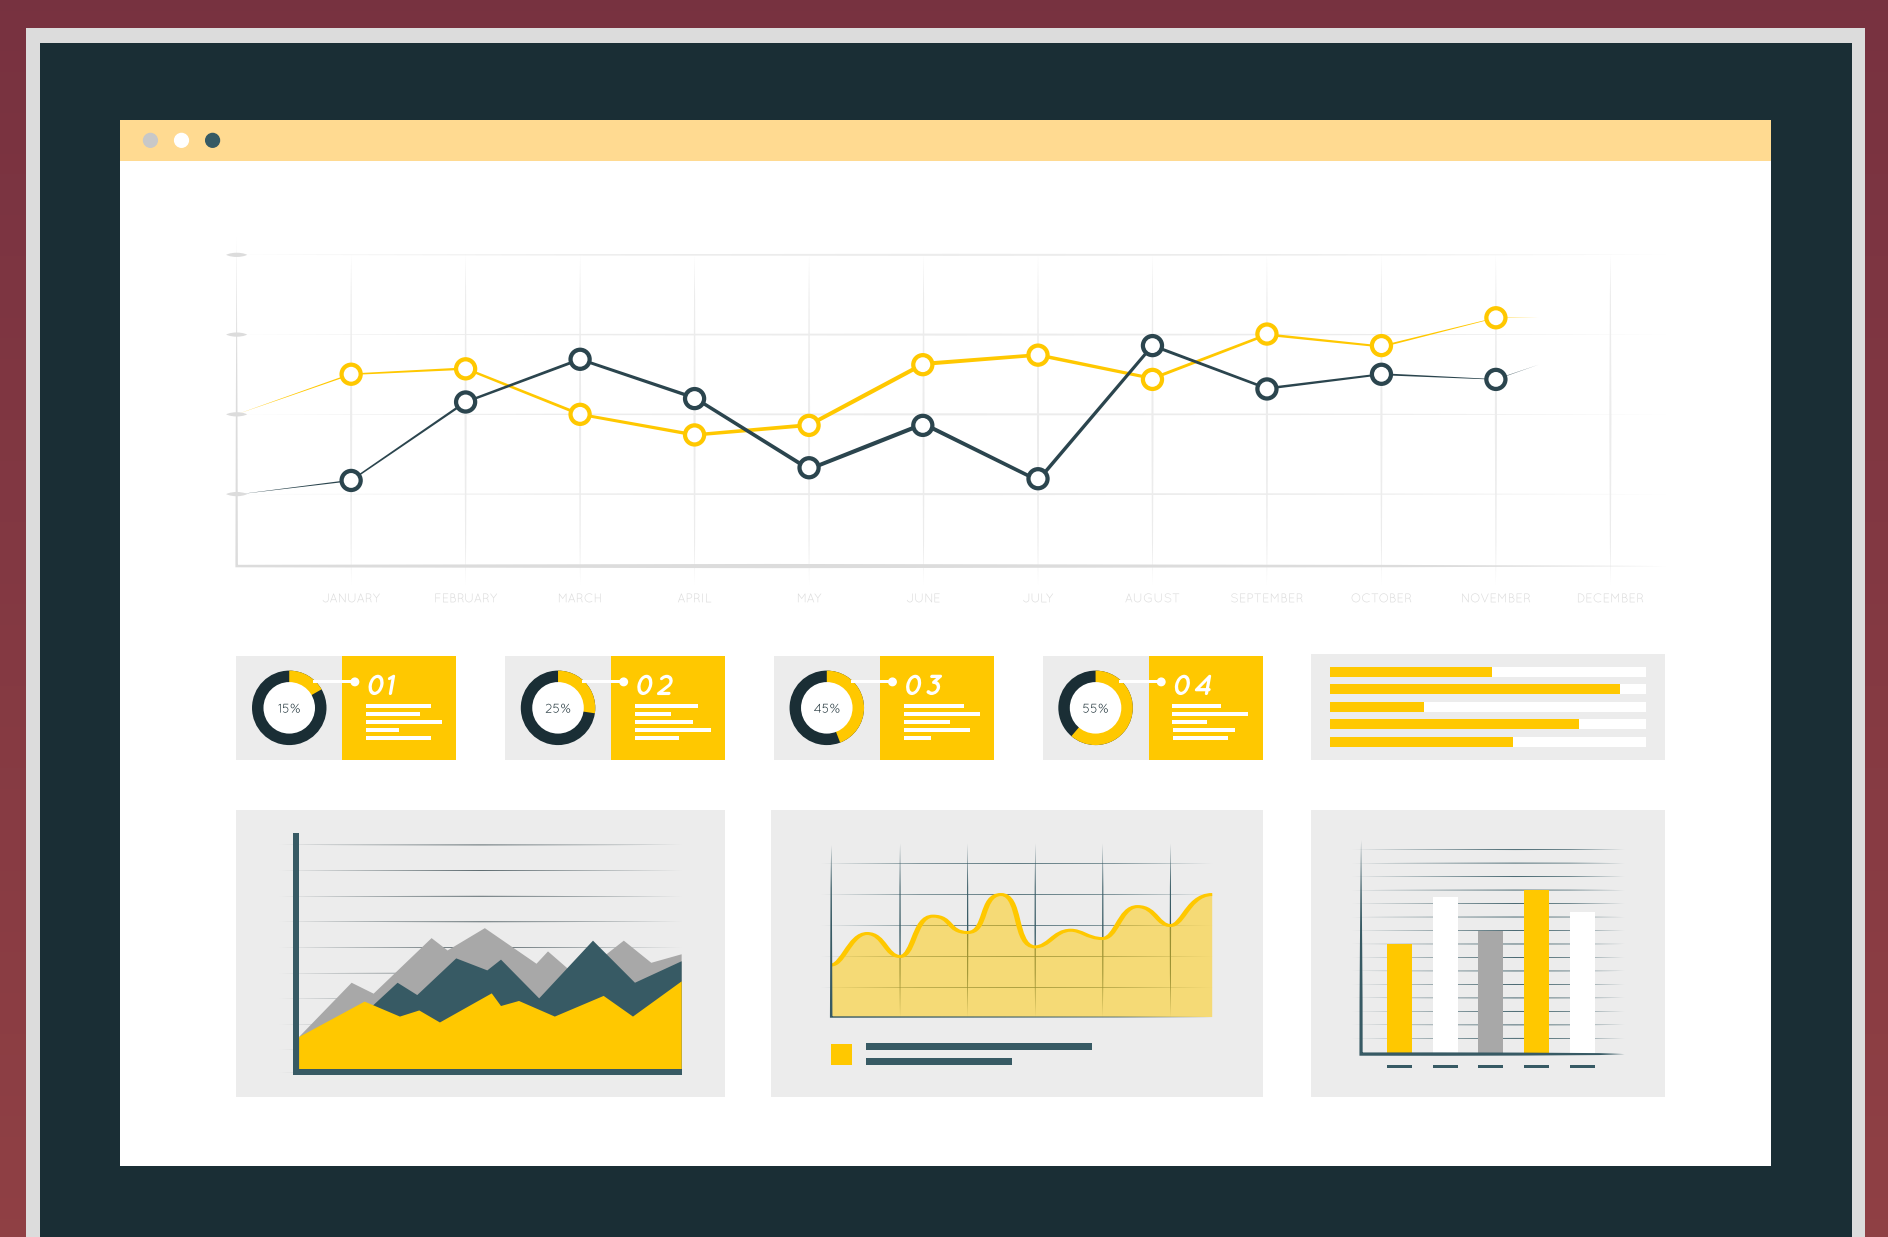 JANUARY FEBRUARY MARCH APRIL MAY JUNE JULY AUGUST SEPTEMBER OCTOBER NOVEMBER DECEMBER
15% 01 25% 02 45% 03 55% 04